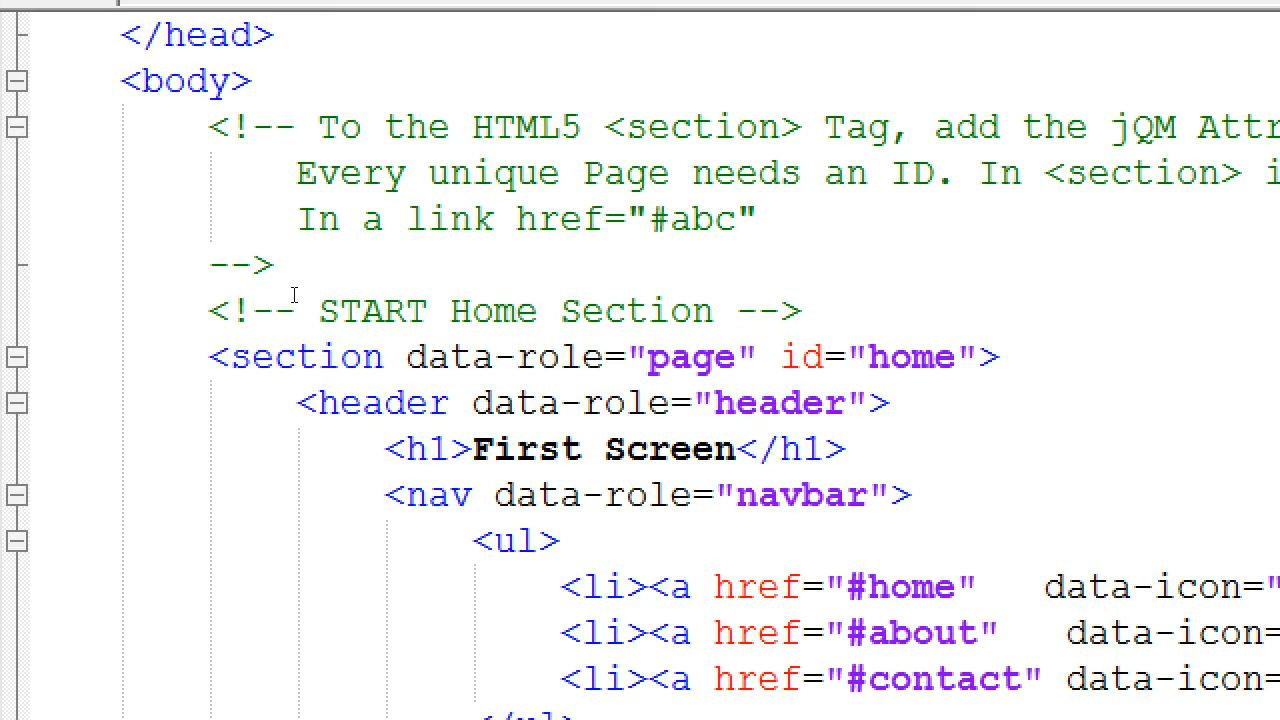 </head>
<body>
<!-- To the HTML5 <section> Tag, add the jQM
Every unique Page needs an ID. In <section>
In a link href="#abc"
-->
<!-- START Home Section -->
<section data-role="page" id="home">
<header data-role="header">
<h1>First Screen</h1>
<nav data-role="navbar">
<ul>
<li><a href="#home" data-icon="
<li><a href="#about" data-icon=
<li><a href="#contact" data-icon=